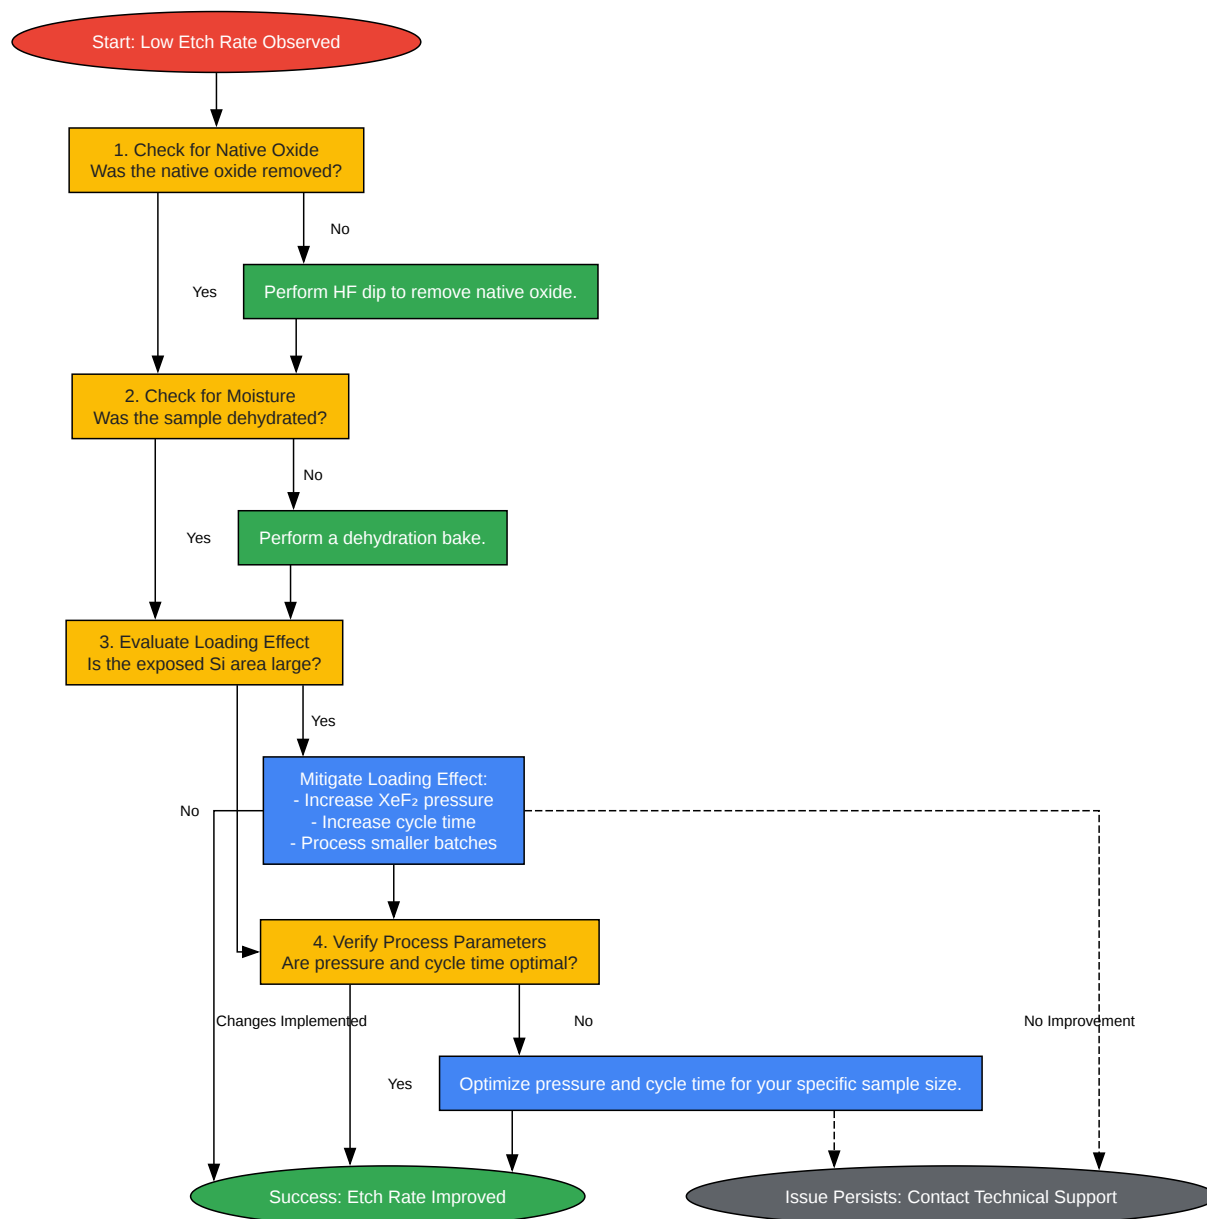 Start: Low Etch Rate Observed
1. Check for Native Oxide
Was the native oxide removed?
No
Yes
Perform HF dip to remove native oxide.
2. Check for Moisture
Was the sample dehydrated?
No
Yes
Perform a dehydration bake.
3. Evaluate Loading Effect
Is the exposed Si area large?
Yes
Mitigate Loading Effect:
- Increase XeF₂ pressure
- Increase cycle time
- Process smaller batches
No
4. Verify Process Parameters
Are pressure and cycle time optimal?
Changes Implemented
No
No Improvement
Yes
Optimize pressure and cycle time for your specific sample size.
Success: Etch Rate Improved
Issue Persists: Contact Technical Support